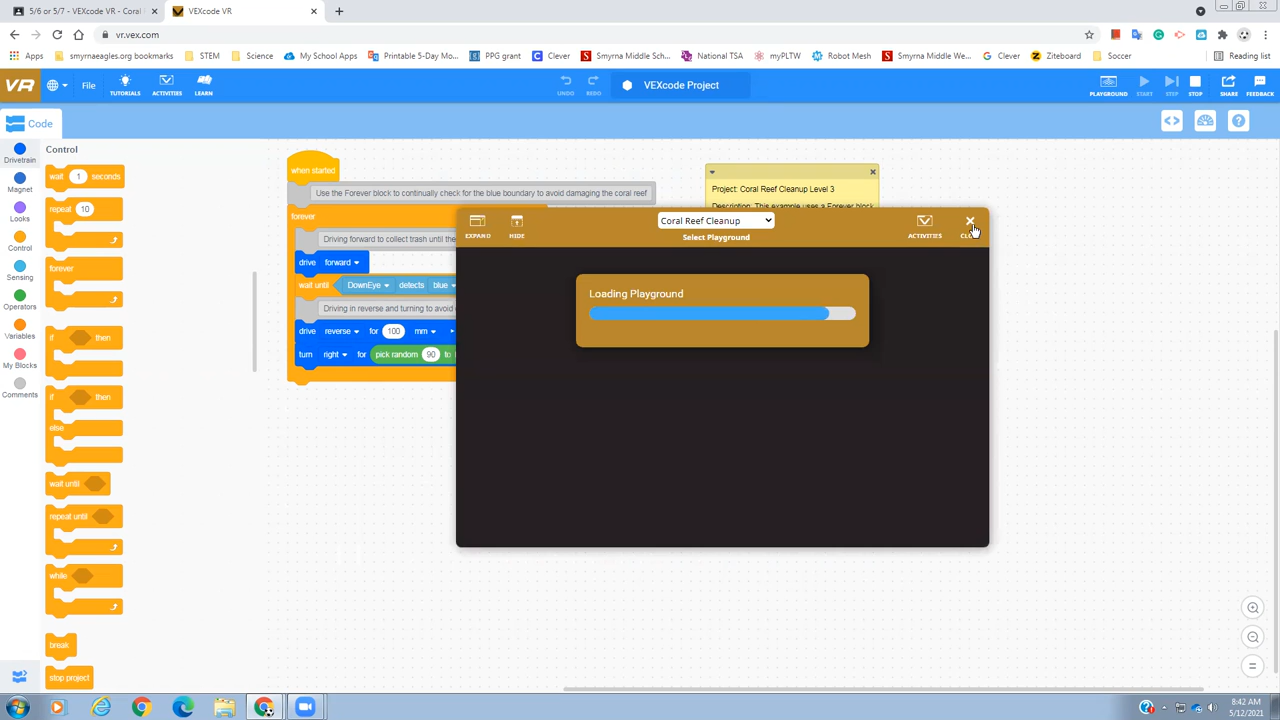 5/6 or 5/7 - VEXcode VR - Coral
VEXcode VR
vr.vex.com
Apps
smyrnaeagles.org bookmarks
STEM
Science
My School Apps
Printable 5-Day Mo...
PPG grant
Clever
Smyrna Middle Sch...
National TSA
myPLTW
Robot Mesh
Smyrna Middle We...
Clever
Ziteboard
Soccer
Reading list
VR
File
TUTORIALS
ACTIVITIES
LEARN
UNDO
REDO
VEXcode Project
PLAYGROUND
START
STEP
STOP
SHARE
FEEDBACK
Code
Drivetrain
Magnet
Looks
Control
Sensing
Operators
Variables
My Blocks
Comments
Control
wait 1 seconds
repeat 10
forever
if then
if then
else
wait until
repeat until
while
break
stop project
when started
Use the Forever block to continually check for the blue boundary to avoid damaging the coral reef
forever
Driving forward to collect trash until the
drive forward
wait until DownEye detects blue
Driving in reverse and turning to avoid
drive reverse for 100 mm
turn right for pick random 90 to
Project: Coral Reef Cleanup Level 3
Description: This example uses a Forever block
EXPAND
HIDE
Coral Reef Cleanup
Select Playground
ACTIVITIES
Loading Playground
8:42 AM
5/12/2021